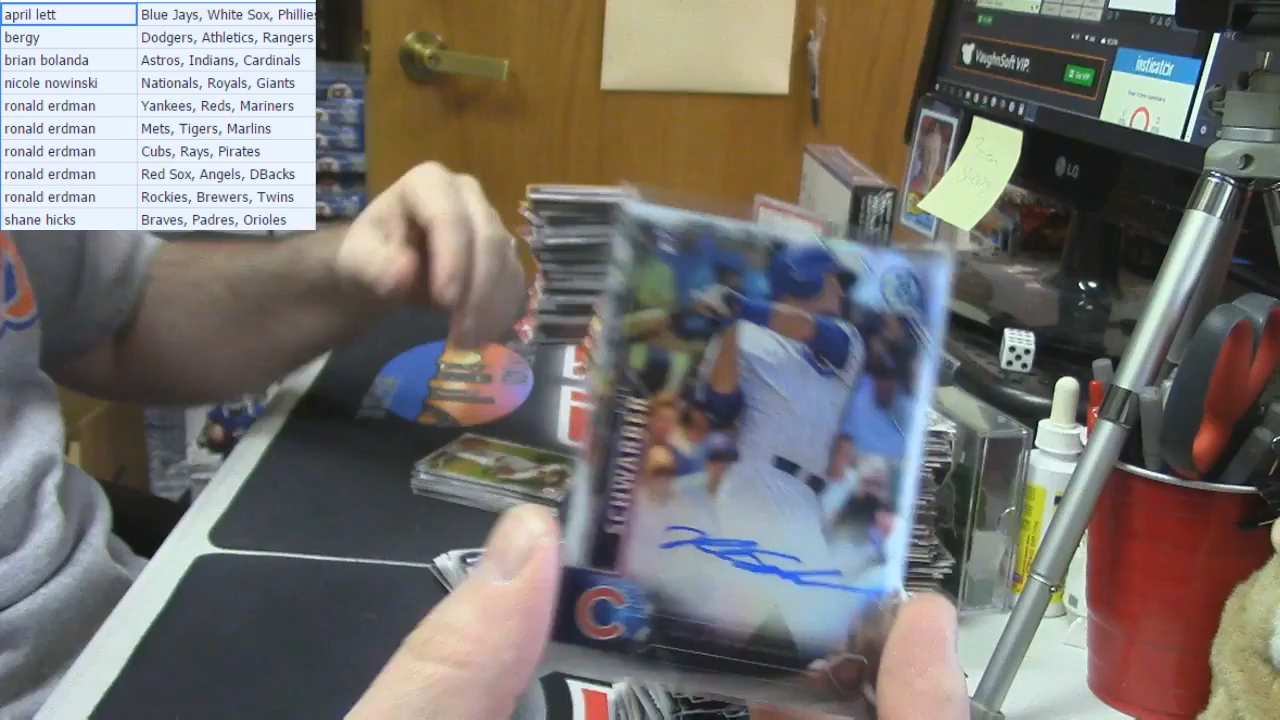 april lett Blue Jays, White Sox, Phillies
bergy Dodgers, Athletics, Rangers
brian bolanda Astros, Indians, Cardinals
nicole nowinski Nationals, Royals, Giants
ronald erdman Yankees, Reds, Mariners
ronald erdman Mets, Tigers, Marlins
ronald erdman Cubs, Rays, Pirates
ronald erdman Red Sox, Angels, DBacks
ronald erdman Rockies, Brewers, Twins
shane hicks Braves, Padres, Orioles
VaughnSoft VIP.
insticator
LG
SCHWARBER
C